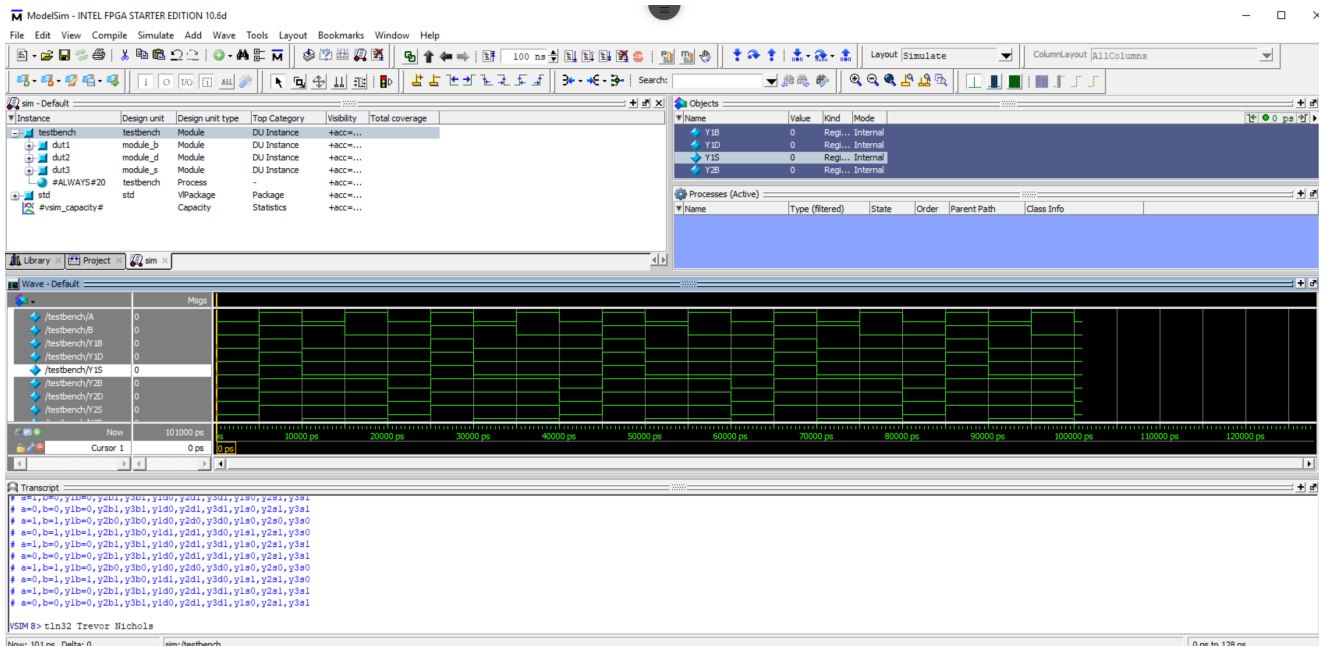 ModelSim - INTEL FPGA STARTER EDITION 10.6d
File Edit View Compile Simulate Add Wave Tools Layout Bookmarks Window Help
100 ns
Layout Simulate
ColumnLayout AllColumns
Search:
sim - Default
Instance Design unit Design unit type Top Category Visibility Total coverage
testbench testbench Module DU Instance +acc=...
dut1 module_b Module DU Instance +acc=...
dut2 module_d Module DU Instance +acc=...
dut3 module_s Module DU Instance +acc=...
#ALWAYS#20 testbench Process - +acc=...
std std VlPackage Package +acc=...
#vsim_capacity# Capacity Statistics +acc=...
Library Project sim
Objects
Name Value Kind Mode 0 ps
Y1B 0 Regi... Internal
Y1D 0 Regi... Internal
Y1S 0 Regi... Internal
Y2B 0 Regi... Internal
Processes (Active)
Name Type (filtered) State Order Parent Path Class Info
Wave - Default
Msgs
/testbench/A 0
/testbench/B 0
/testbench/Y1B 0
/testbench/Y1D 0
/testbench/Y1S 0
/testbench/Y2B 0
/testbench/Y2D 0
/testbench/Y2S 0
Now 101000 ps
ps 10000 ps 20000 ps 30000 ps 40000 ps 50000 ps 60000 ps 70000 ps 80000 ps 90000 ps 100000 ps 110000 ps 120000 ps
Cursor 1 0 ps 0 ps
Transcript
# a=1,b=0,y1b=0,y2b1,y3b1,y1d0,y2d1,y3d1,y1s0,y2s1,y3s1
# a=0,b=0,y1b=0,y2b1,y3b1,y1d0,y2d1,y3d1,y1s0,y2s1,y3s1
# a=1,b=1,y1b=0,y2b0,y3b0,y1d0,y2d0,y3d0,y1s0,y2s0,y3s0
# a=0,b=1,y1b=1,y2b1,y3b0,y1d1,y2d1,y3d0,y1s1,y2s1,y3s0
# a=1,b=0,y1b=0,y2b1,y3b1,y1d0,y2d1,y3d1,y1s0,y2s1,y3s1
# a=0,b=0,y1b=0,y2b1,y3b1,y1d0,y2d1,y3d1,y1s0,y2s1,y3s1
# a=1,b=1,y1b=0,y2b0,y3b0,y1d0,y2d0,y3d0,y1s0,y2s0,y3s0
# a=0,b=1,y1b=1,y2b1,y3b0,y1d1,y2d1,y3d0,y1s1,y2s1,y3s0
# a=1,b=0,y1b=0,y2b1,y3b1,y1d0,y2d1,y3d1,y1s0,y2s1,y3s1
# a=0,b=0,y1b=0,y2b1,y3b1,y1d0,y2d1,y3d1,y1s0,y2s1,y3s1
VSIM 8> tln32 Trevor Nichols
Now: 101 ns Delta: 0 sim:/testbench 0 ps to 128 ns